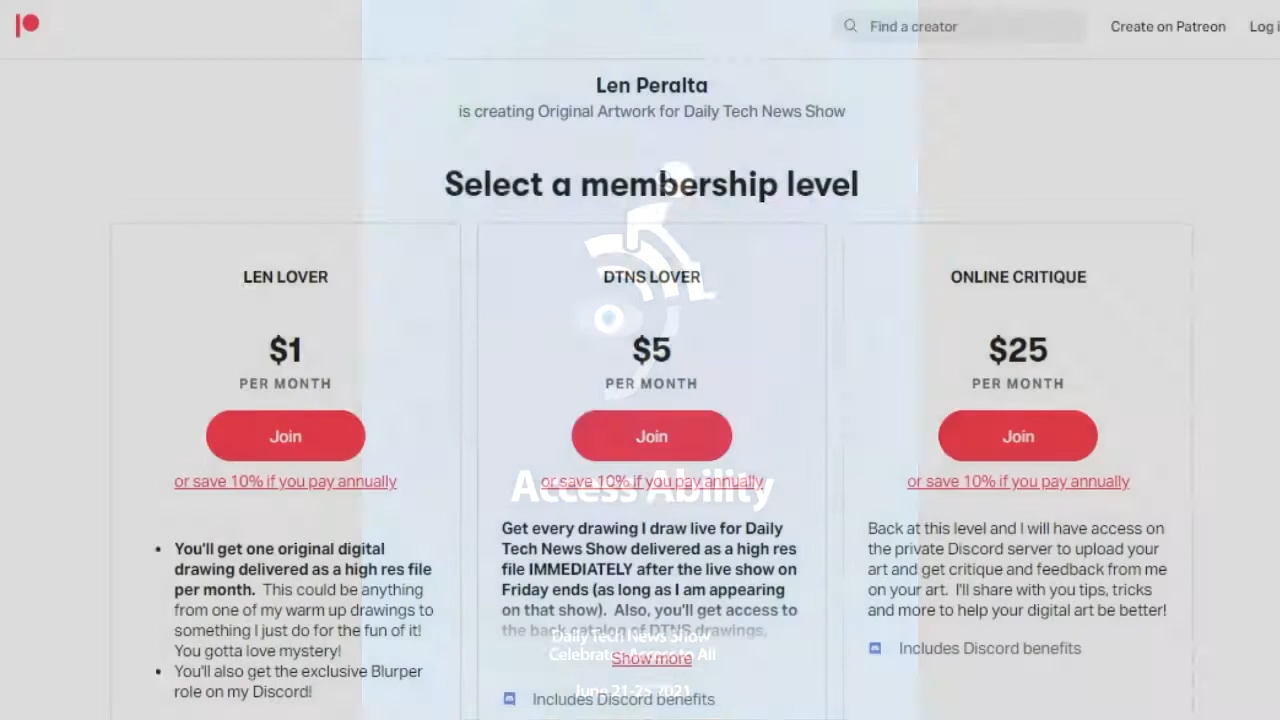 Find a creator
Create on Patreon
Log i
Len Peralta
is creating Original Artwork for Daily Tech News Show
Select a membership level
LEN LOVER
$1
PER MONTH
Join
or save 10% if you pay annually
• You'll get one original digital
drawing delivered as a high res file
per month. This could be anything
from one of my warm up drawings to
something I just do for the fun of it!
You gotta love mystery!
• You'll also get the exclusive Blurper
role on my Discord!
DTNS LOVER
$5
PER MONTH
Join
or save 10% if you pay annually
Get every drawing I draw live for Daily
Tech News Show delivered as a high res
file IMMEDIATELY after the live show on
Friday ends (as long as I am appearing
on that show). Also, you'll get access to
the back catalog of DTNS drawings,
Show more
Includes Discord benefits
ONLINE CRITIQUE
$25
PER MONTH
Join
or save 10% if you pay annually
Back at this level and I will have access on
the private Discord server to upload your
art and get critique and feedback from me
on your art. I'll share with you tips, tricks
and more to help your digital art be better!
Includes Discord benefits
Access Ability
Daily Tech News Show
Celebrates Access to All
June 21-25 2021